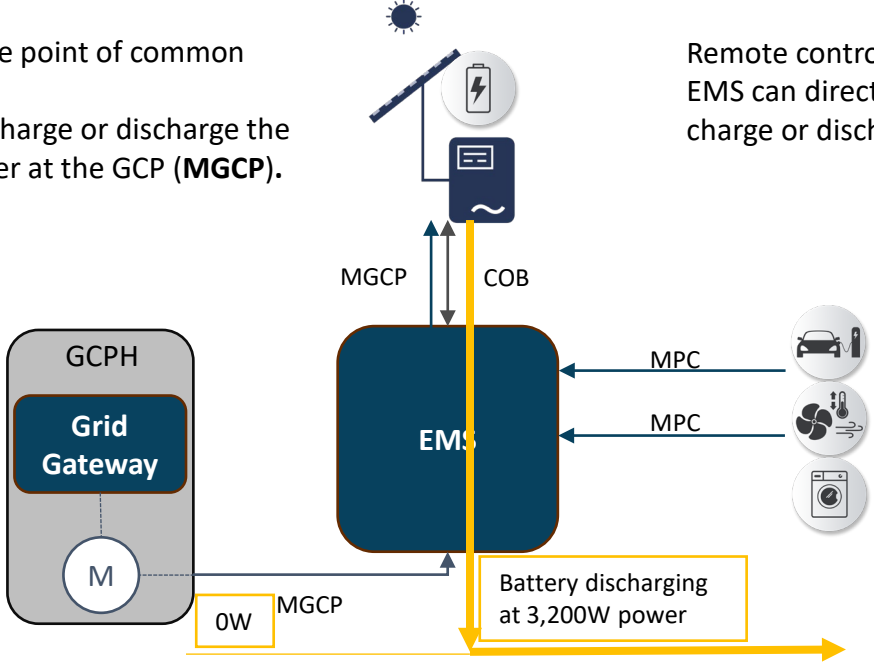 e point of common
charge or discharge the
er at the GCP (MGCP).
Remote contro
EMS can direct
charge or disch
MGCP
COB
GCPH
Grid
Gateway
M
EMS
MPC
MPC
0W
MGCP
Battery discharging
at 3,200W power